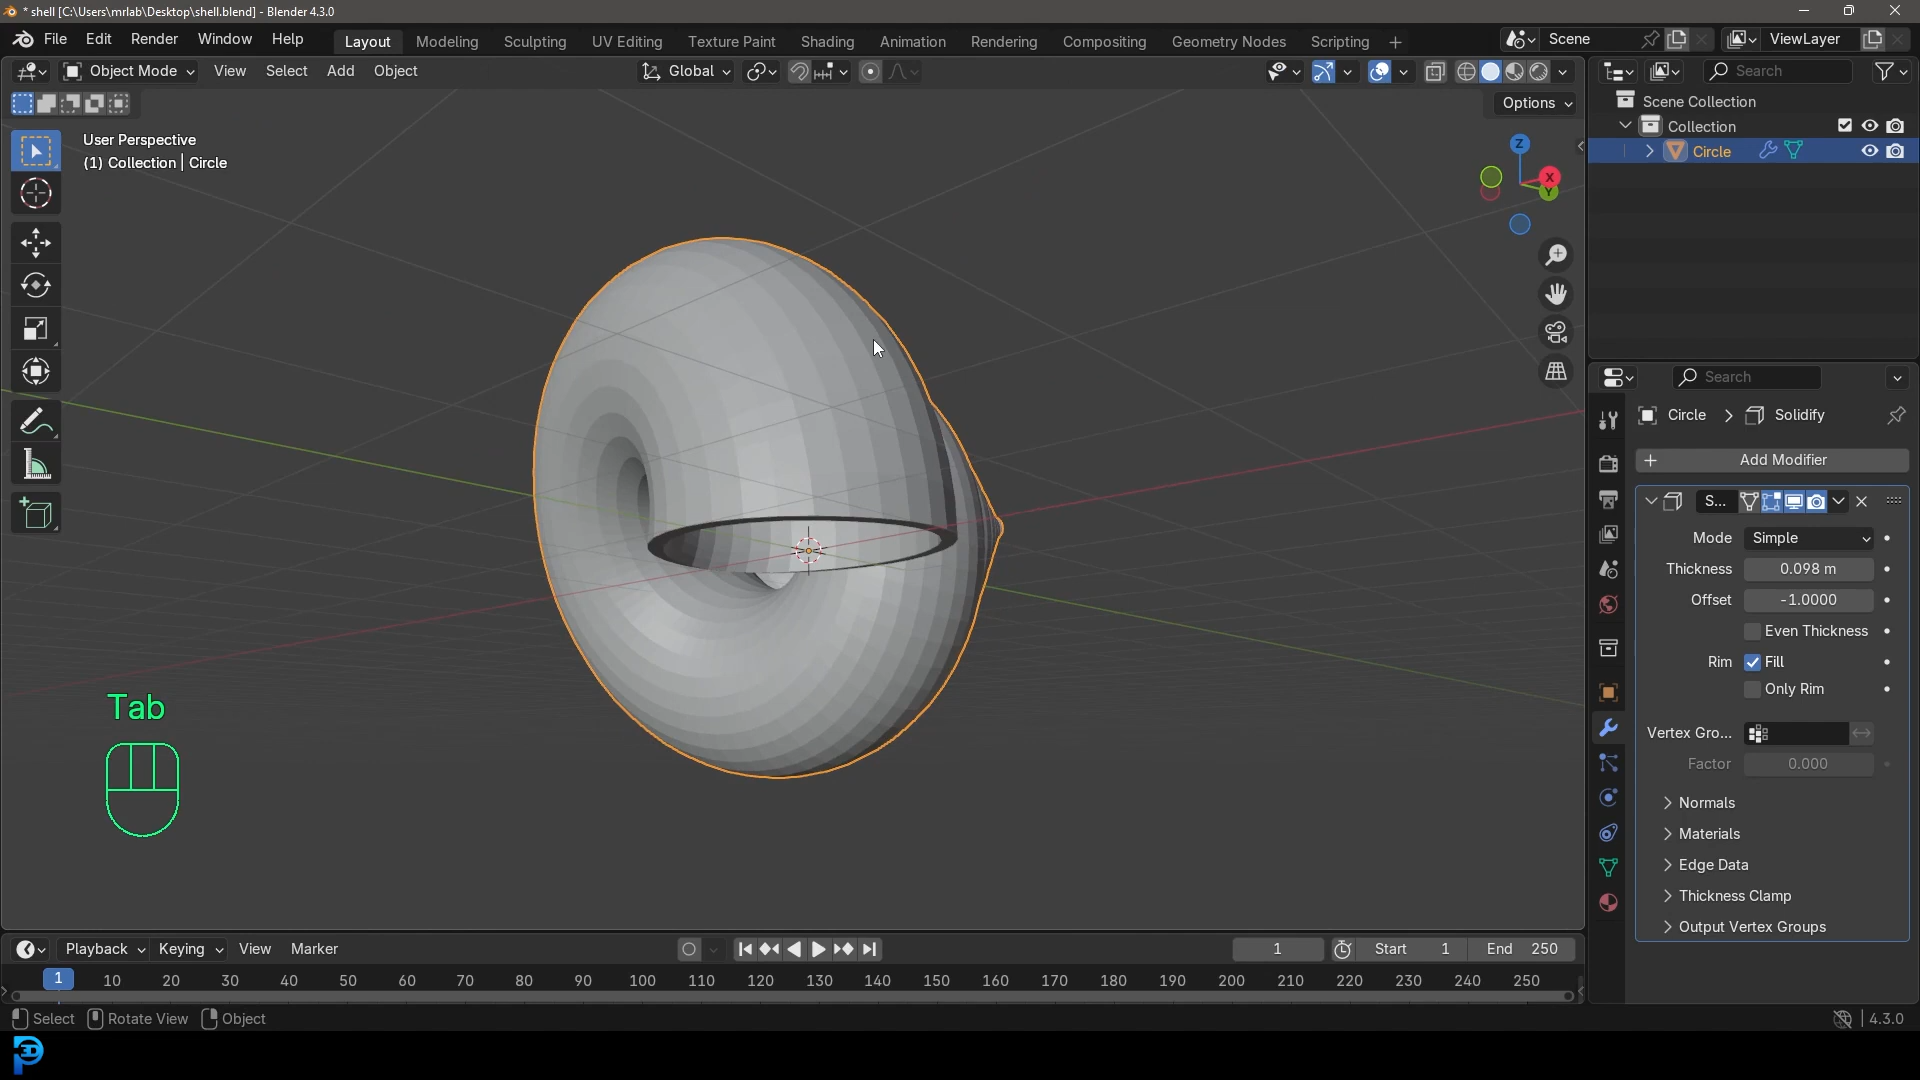 * shell [C:\Users\mrlab\Desktop\shell.blend] - Blender 4.3.0
File Edit Render Window Help Layout Modeling Sculpting UV Editing Texture Paint Shading Animation Rendering Compositing Geometry Nodes Scripting + Scene ViewLayer
Object Mode View Select Add Object Global Search
Options
Scene Collection
Collection
Circle
User Perspective
(1) Collection | Circle
Z
X
Y
Search
Circle > Solidify
+ Add Modifier
S...
Mode Simple
Thickness 0.098 m
Offset -1.0000
Even Thickness
Rim Fill
Only Rim
Vertex Gro...
Factor 0.000
Normals
Materials
Edge Data
Thickness Clamp
Output Vertex Groups
Tab
Playback Keying View Marker 1 Start 1 End 250
1 10 20 30 40 50 60 70 80 90 100 110 120 130 140 150 160 170 180 190 200 210 220 230 240 250
Select Rotate View Object 4.3.0
3D